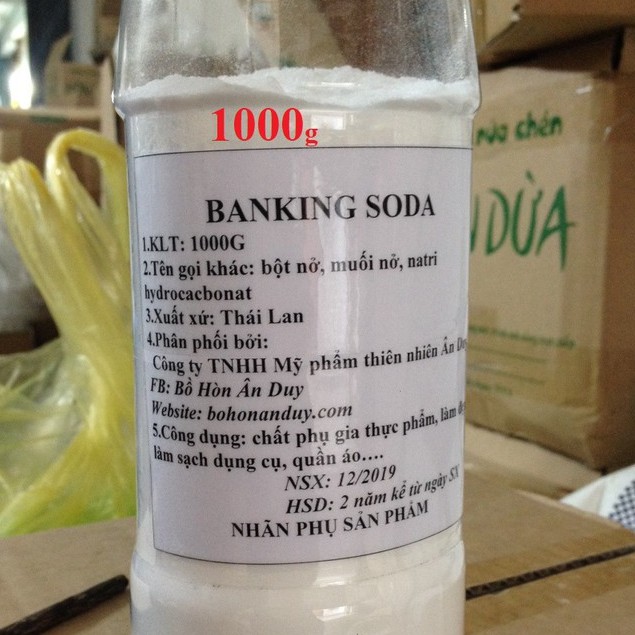 1000g
BANKING SODA
1.KLT: 1000G
2.Tên gọi khác: bột nở, muối nở, natri
hydrocacbonat
3.Xuất xứ: Thái Lan
4.Phân phối bởi:
Công ty TNHH Mỹ phẩm thiên nhiên Ân
FB: Bồ Hòn Ân Duy
Website: bohonanduy.com
5.Công dụng: chất phụ gia thực phẩm, làm
làm sạch dụng cụ, quần áo....
NSX: 12/2019
HSD: 2 năm kể từ ngày SX
NHÃN PHỤ SẢN PHẨM
rửa chén
DỪA